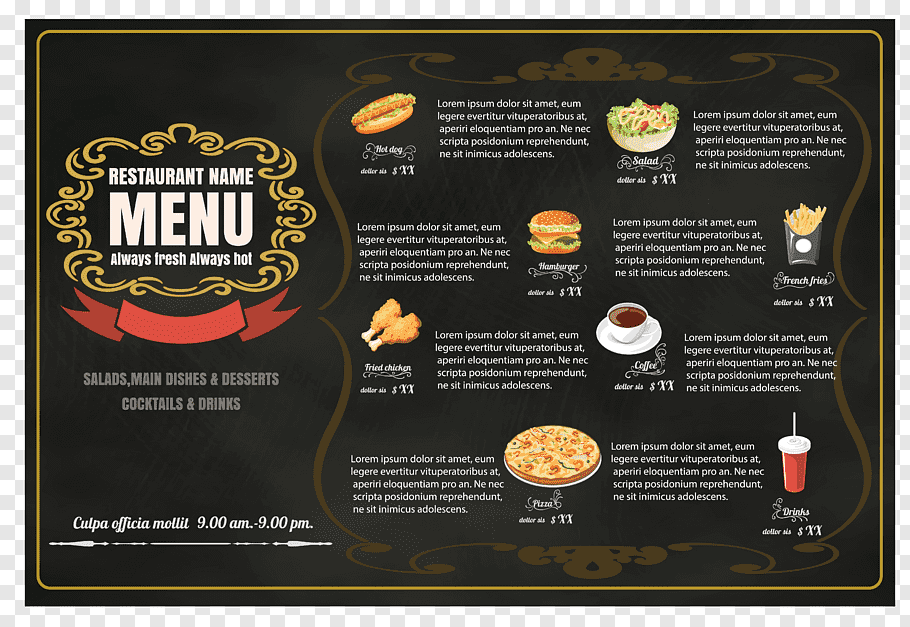 RESTAURANT NAME
MENU
Always fresh Always hot
SALADS,MAIN DISHES & DESSERTS
COCKTAILS & DRINKS
Culpa officia mollit 9.00 am.-9.00 pm.
Hot dog
dollor sis $ XX
Lorem ipsum dolor sit amet, eum
legere evertitur vituperatoribus at,
aperiri eloquentiam pro an. Ne nec
scripta posidonium reprehendunt,
ne sit inimicus adolescens.
Salad
dollor sis $ XX
Lorem ipsum dolor sit amet, eum
legere evertitur vituperatoribus at,
aperiri eloquentiam pro an. Ne nec
scripta posidonium reprehendunt,
ne sit inimicus adolescens.
Lorem ipsum dolor sit amet, eum
legere evertitur vituperatoribus at,
aperiri eloquentiam pro an. Ne nec
scripta posidonium reprehendunt,
ne sit inimicus adolescens.
Hamburger
dollor sis $ XX
Lorem ipsum dolor sit amet, eum
legere evertitur vituperatoribus at,
aperiri eloquentiam pro an. Ne nec
scripta posidonium reprehendunt,
ne sit inimicus adolescens.
French fries
dollor sis $ XX
Fried chicken
dollor sis $ XX
Lorem ipsum dolor sit amet, eum
legere evertitur vituperatoribus at,
aperiri eloquentiam pro an. Ne nec
scripta posidonium reprehendunt,
ne sit inimicus adolescens.
Coffee
dollor sis $ XX
Lorem ipsum dolor sit amet, eum
legere evertitur vituperatoribus at,
aperiri eloquentiam pro an. Ne nec
scripta posidonium reprehendunt,
ne sit inimicus adolescens.
Lorem ipsum dolor sit amet, eum
legere evertitur vituperatoribus at,
aperiri eloquentiam pro an. Ne nec
scripta posidonium reprehendunt,
ne sit inimicus adolescens.
Pizza
dollor sis $ XX
Lorem ipsum dolor sit amet, eum
legere evertitur vituperatoribus at,
aperiri eloquentiam pro an. Ne nec
scripta posidonium reprehendunt,
ne sit inimicus adolescens.
Drinks
dollor sis $ XX